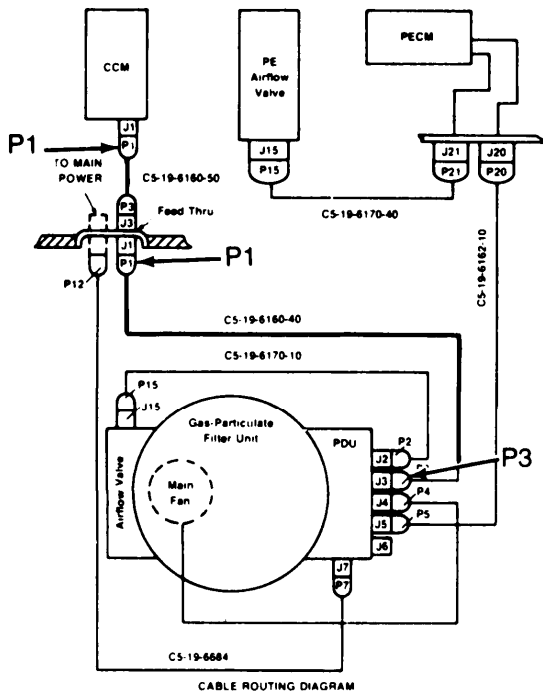 CCM
PE
Airflow
Valve
PECM
J1
P1
P1
TO MAIN
POWER
C5-19-6160-50
J15
P15
J21
P21
J20
P20
C5-19-6170-40
P3
J3
Feed Thru
J1
P1
P1
P12
C5-19-6162-10
C5-19-6160-40
C5-19-6170-10
P15
J15
Gas-Particulate
Filter Unit
PDU
Airflow Valve
Main
Fan
J2
P2
J3
P3
J4
P4
J5
P5
J6
J7
P7
C5-19-6684
CABLE ROUTING DIAGRAM